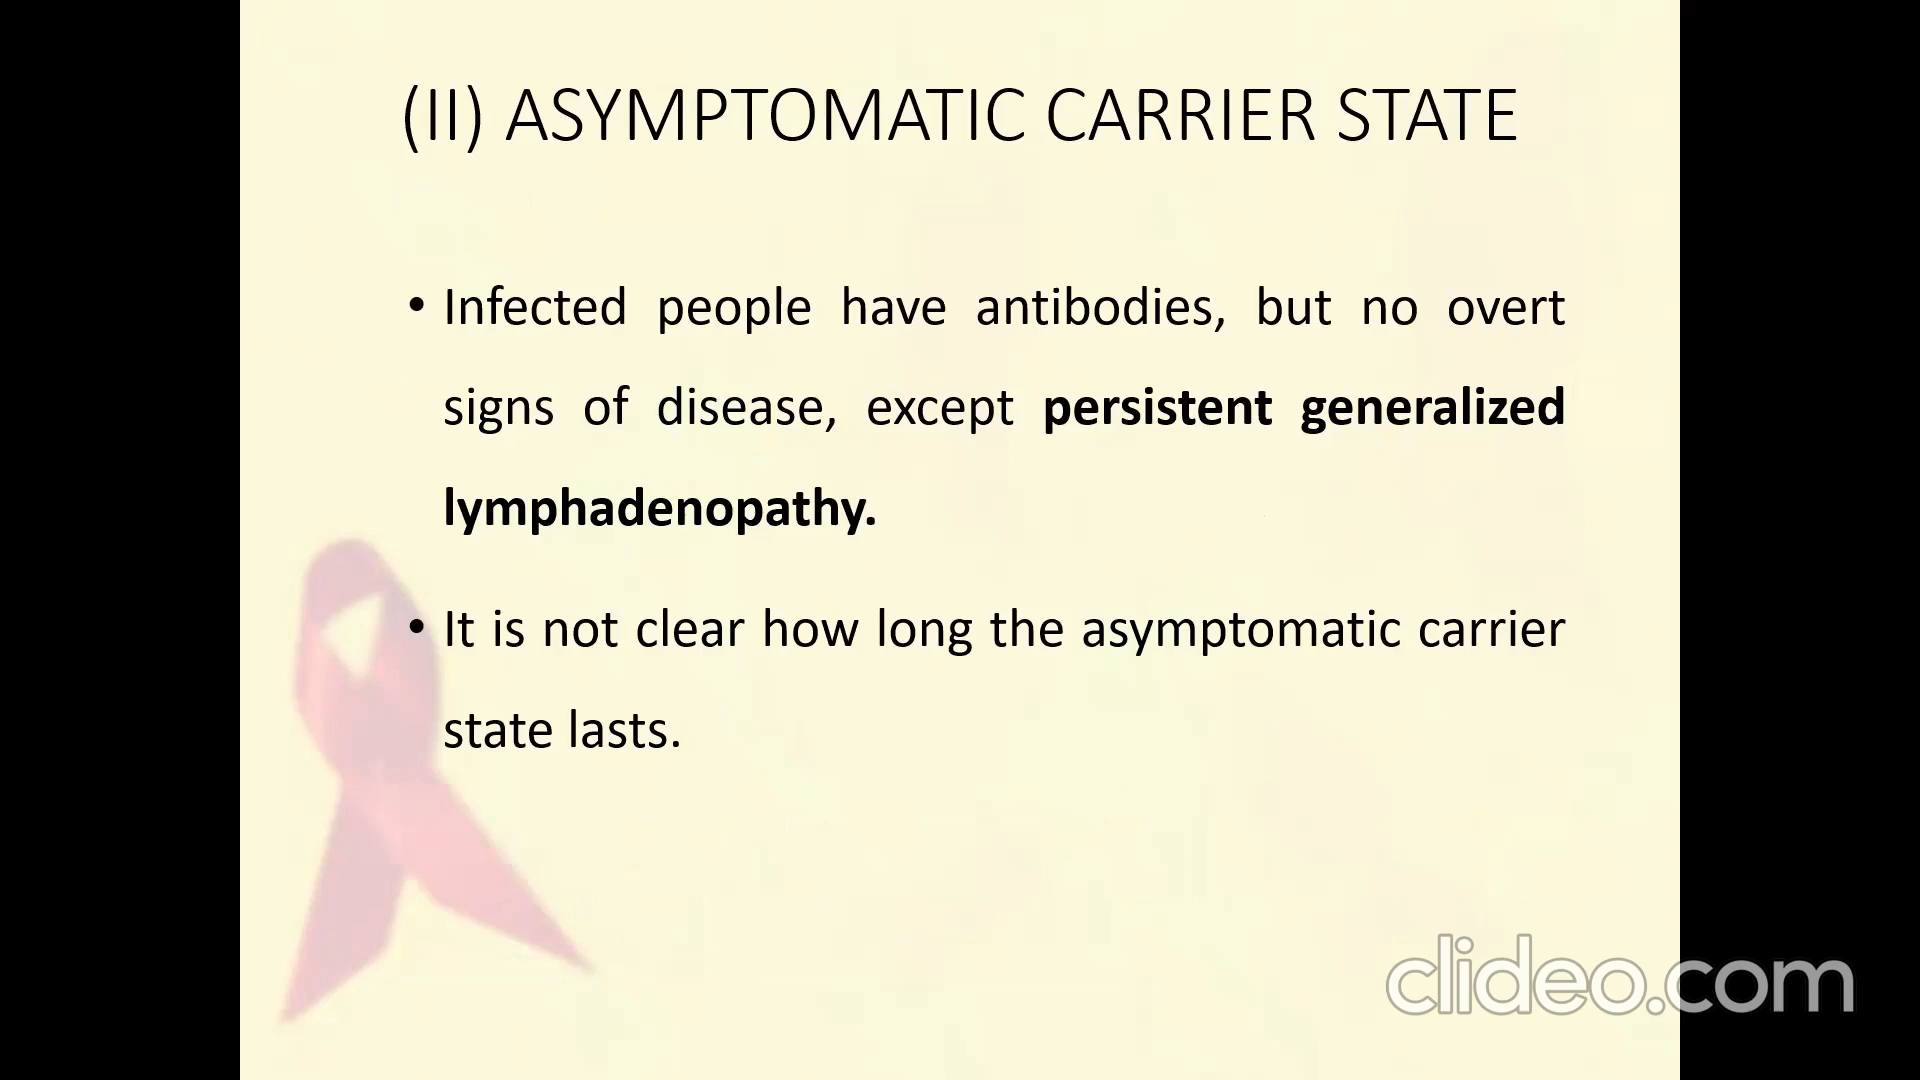 (II) ASYMPTOMATIC CARRIER STATE
• Infected people have antibodies, but no overt
signs of disease, except persistent generalized
lymphadenopathy.
• It is not clear how long the asymptomatic carrier
state lasts.
clideo.com